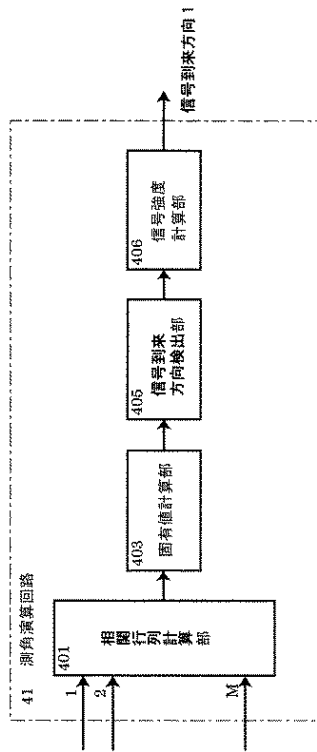 41 測角演算回路
1
2
M
401
相関行列計算部
403
固有値計算部
405
信号到来
方向検出部
406
信号強度
計算部
信号到来方向1